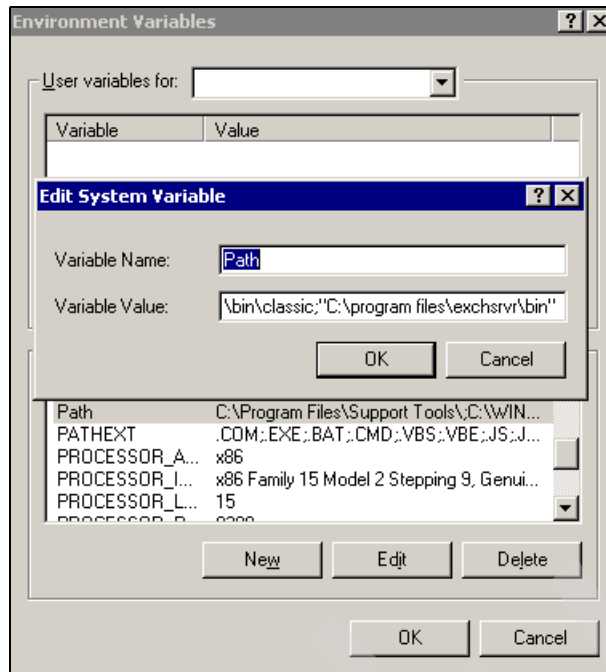 Environment Variables
User variables for:
Variable Value
Edit System Variable
Variable Name: Path
Variable Value: \bin\classic;"C:\program files\exchsrvr\bin"
OK Cancel
Path C:\Program Files\Support Tools\;C:\WIN...
PATHEXT .COM;.EXE;.BAT;.CMD;.VBS;.VBE;.JS;.J...
PROCESSOR_A... x86
PROCESSOR_I... x86 Family 15 Model 2 Stepping 9, Genui...
PROCESSOR_L... 15
New Edit Delete
OK Cancel